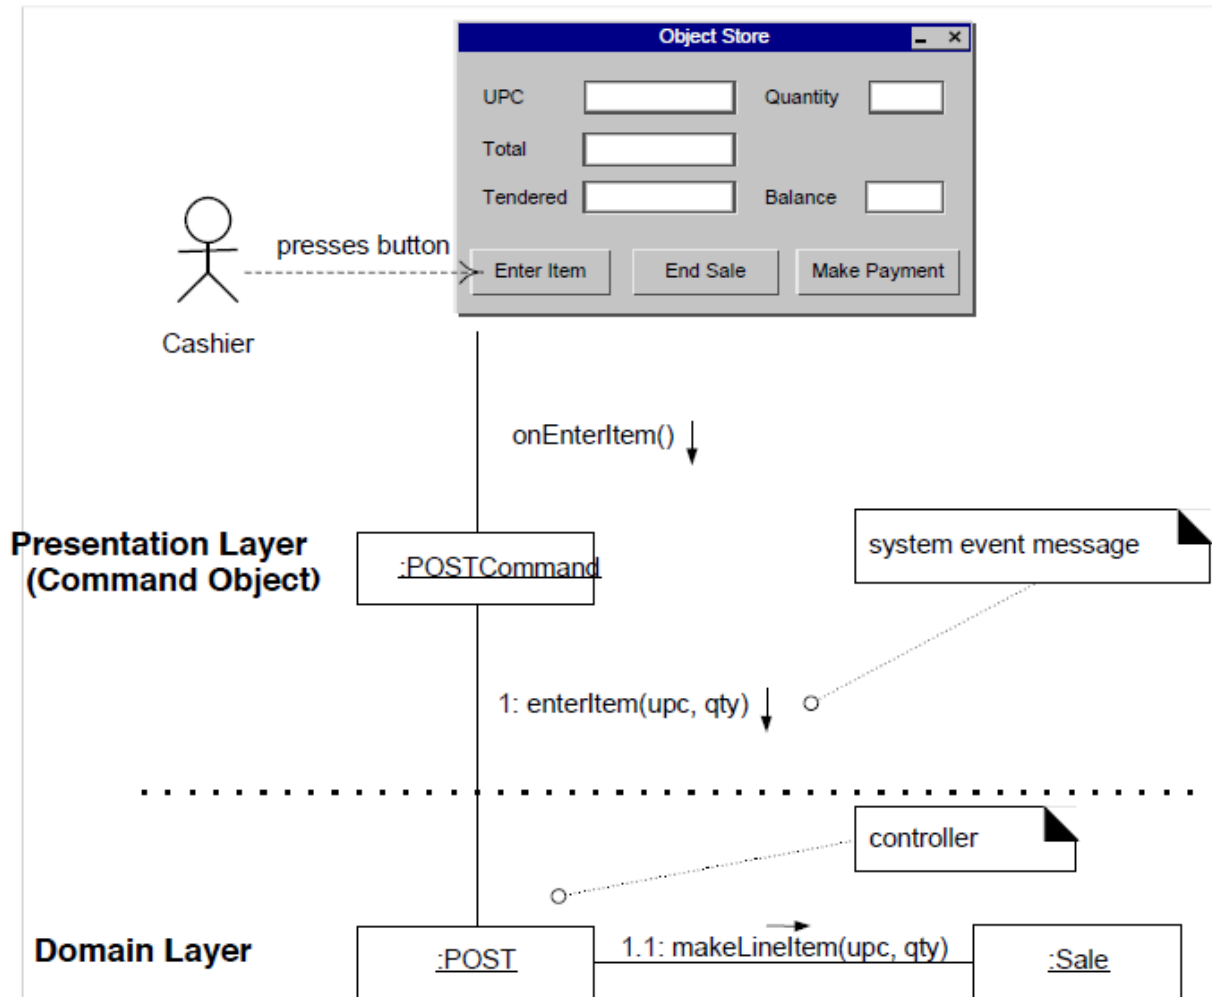 Object Store
UPC
Quantity
Total
Tendered
Balance
presses button
Enter Item
End Sale
Make Payment
Cashier
onEnterItem()
Presentation Layer
(Command Object)
:POSTCommand
system event message
1: enterItem(upc, qty)
controller
Domain Layer
:POST
1.1: makeLineItem(upc, qty)
:Sale